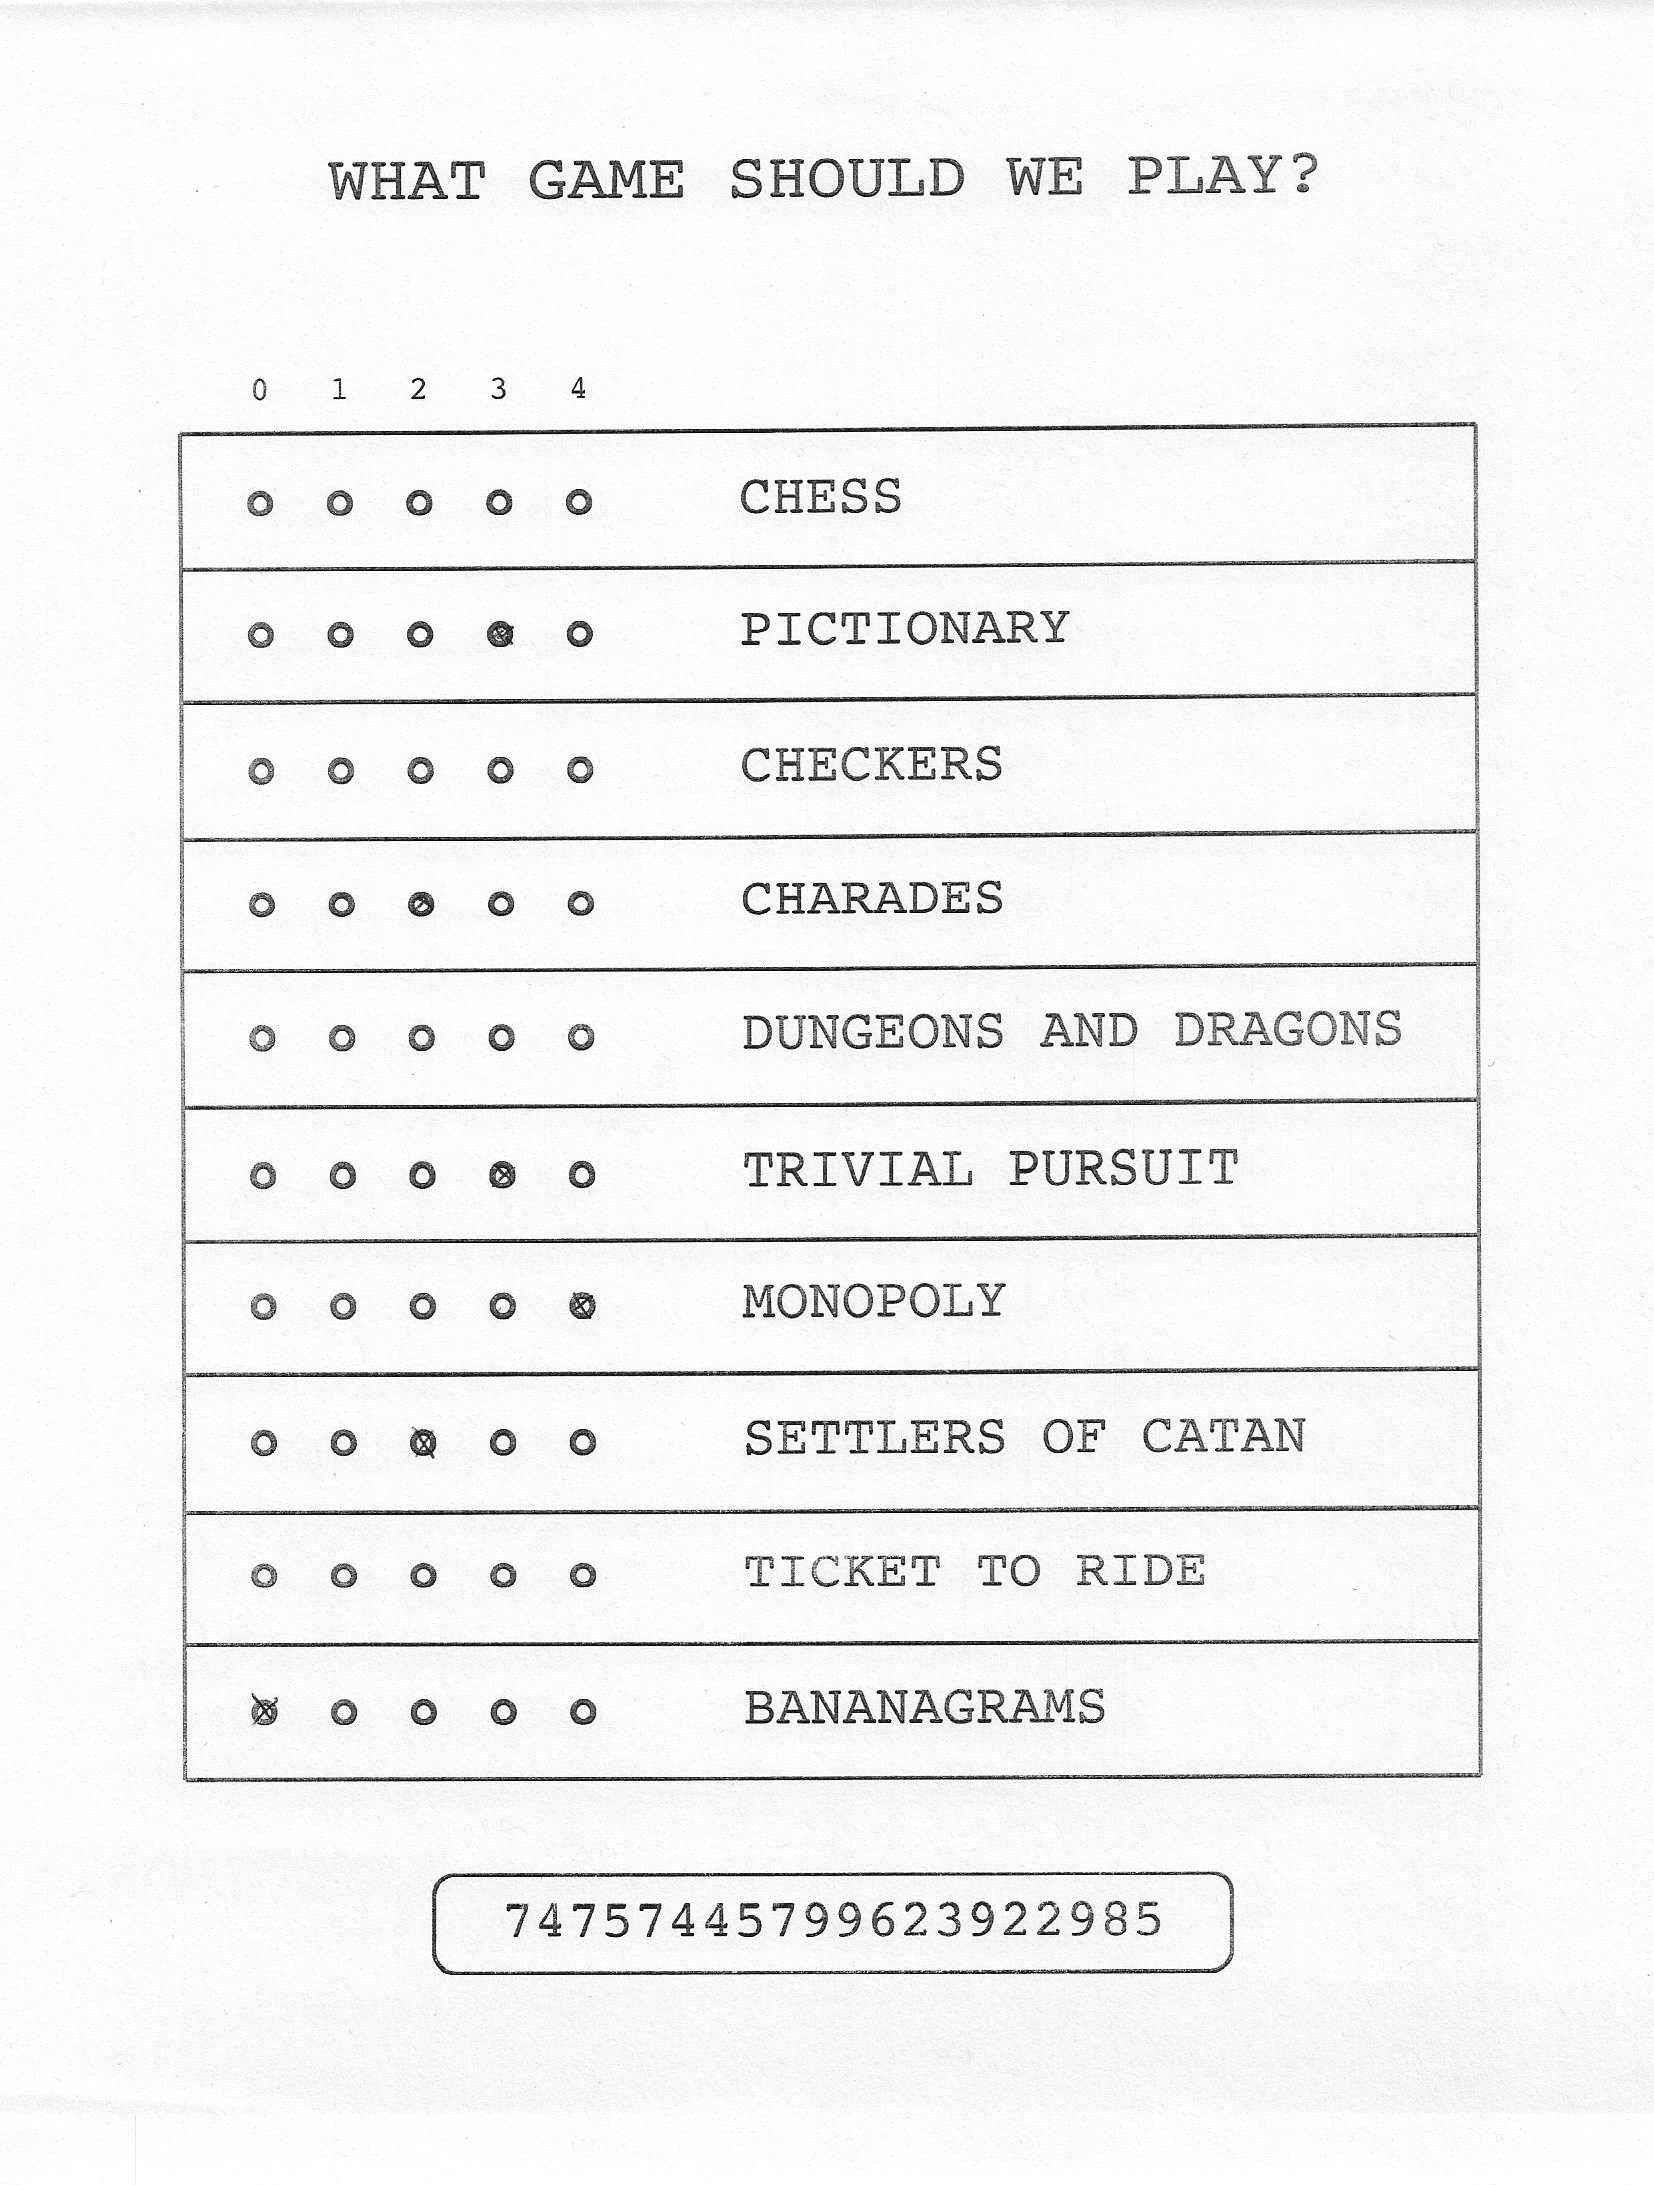 WHAT GAME SHOULD WE PLAY?
0 1 2 3 4
CHESS
PICTIONARY
CHECKERS
CHARADES
DUNGEONS AND DRAGONS
TRIVIAL PURSUIT
MONOPOLY
SETTLERS OF CATAN
TICKET TO RIDE
BANANAGRAMS
74757445799623922985